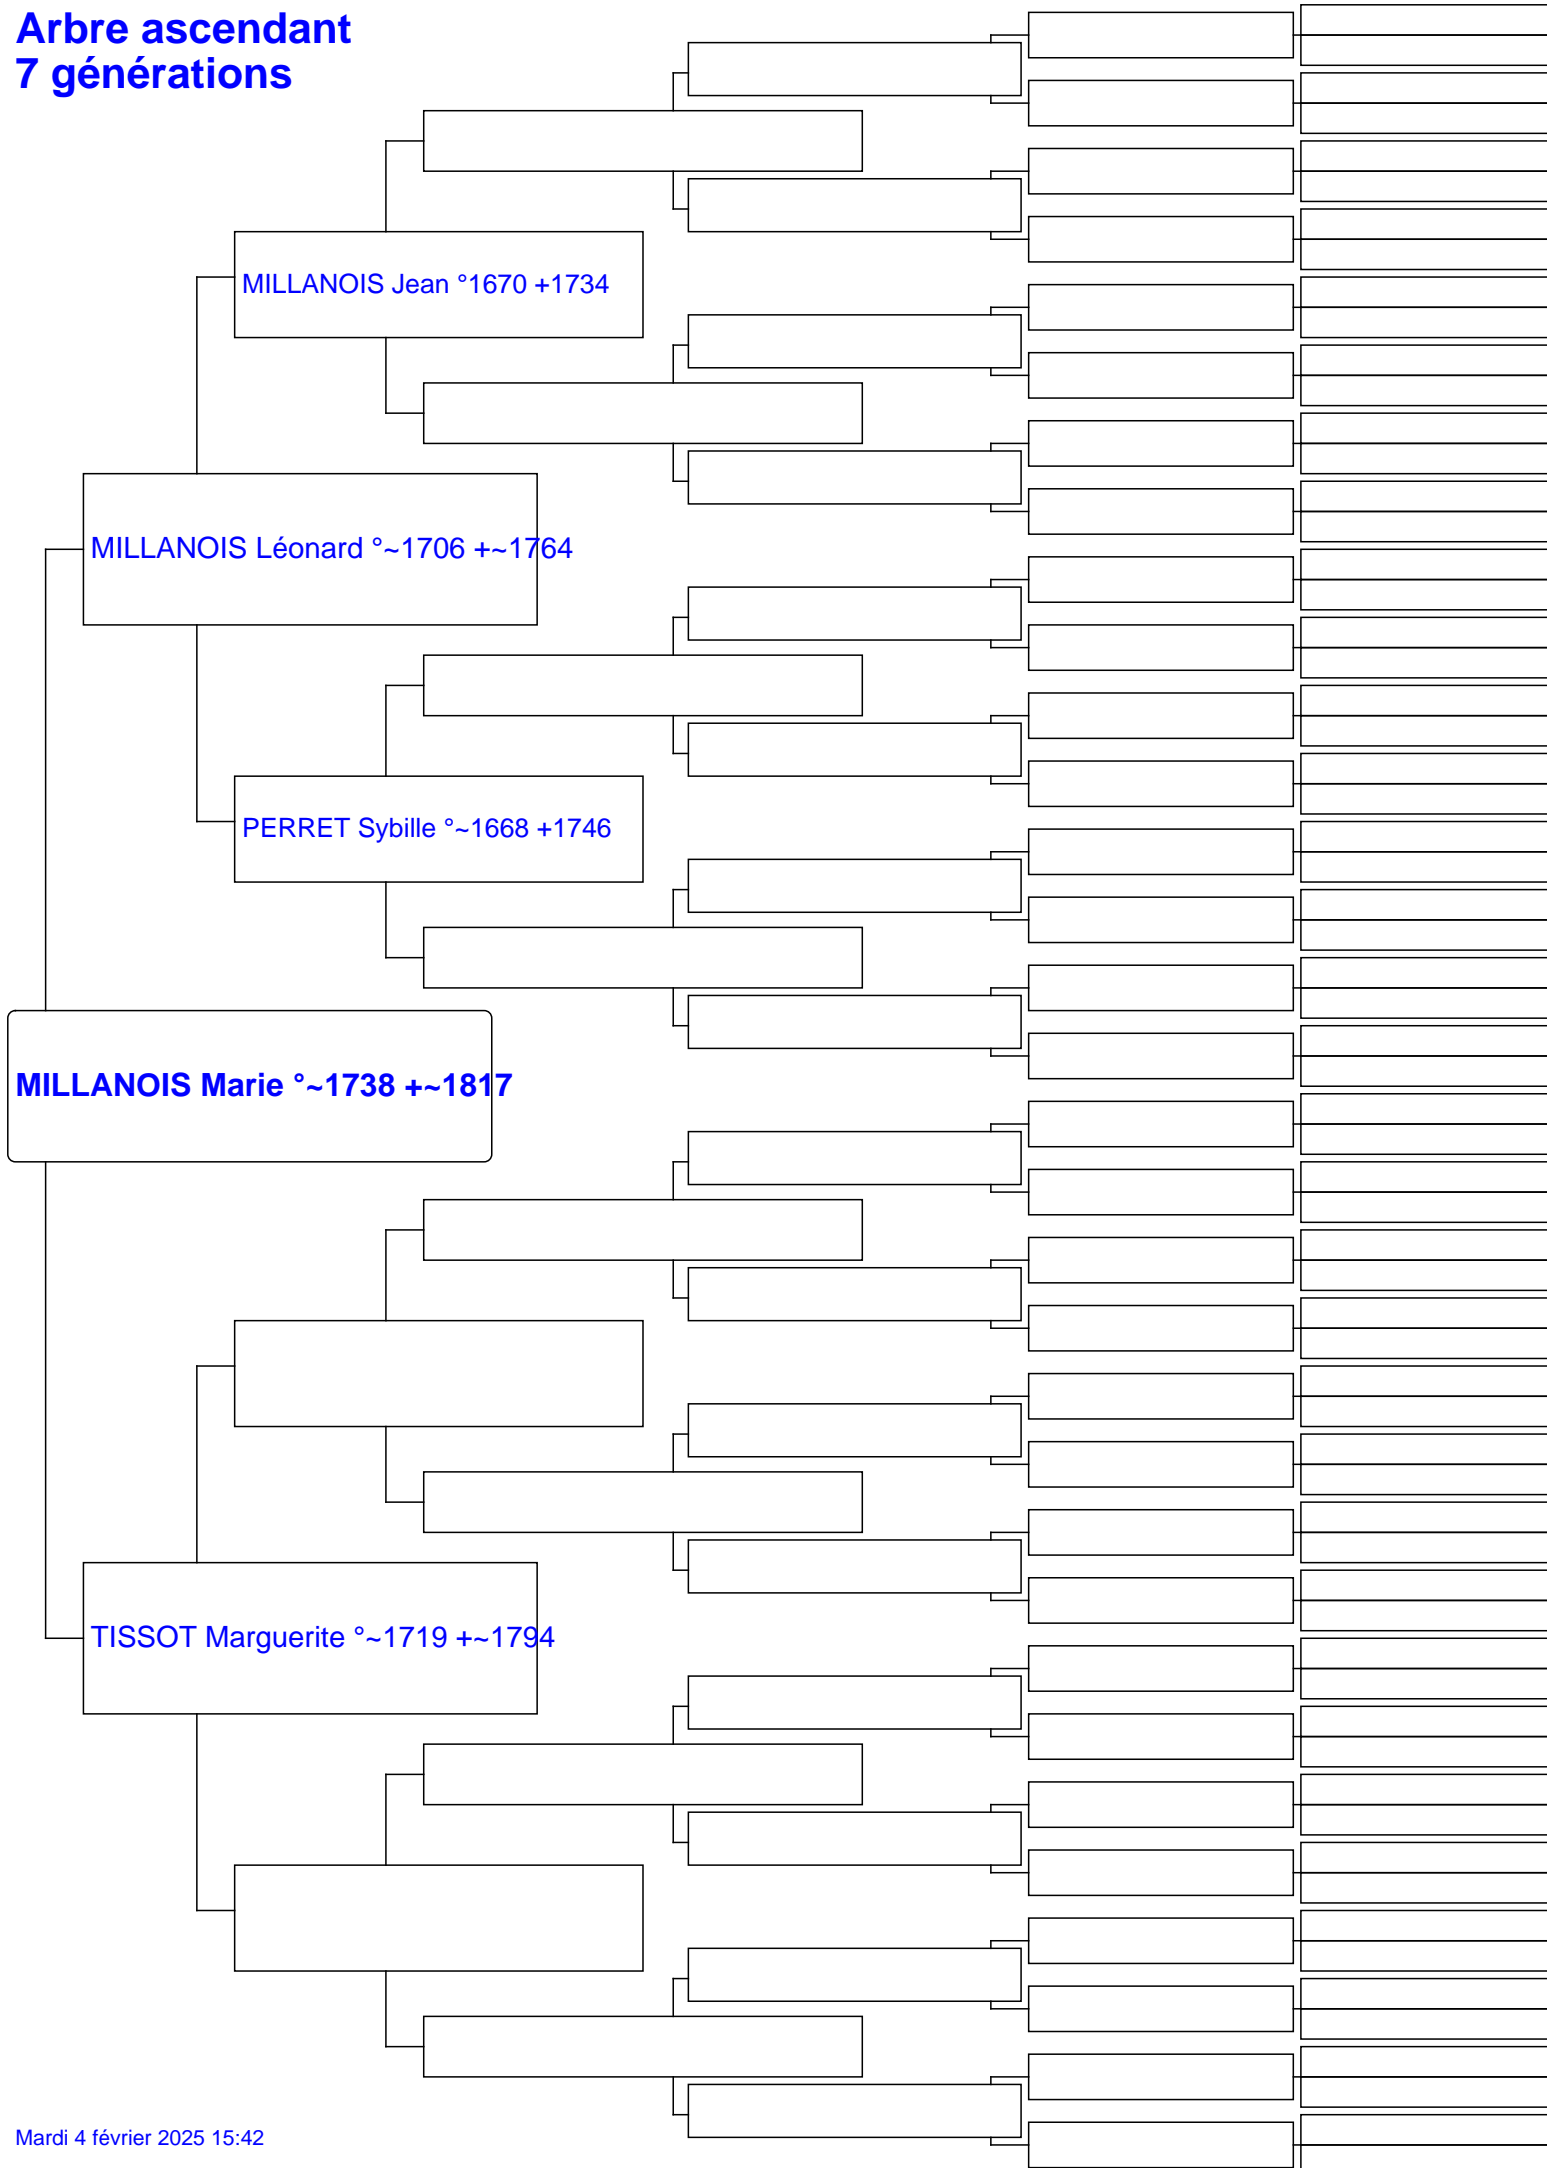 Arbre ascendant
7 générations
MILLANOIS Jean °1670 +1734
MILLANOIS Léonard °~1706 +~1764
PERRET Sybille °~1668 +1746
MILLANOIS Marie °~1738 +~1817
TISSOT Marguerite °~1719 +~1794
Mardi 4 février 2025 15:42